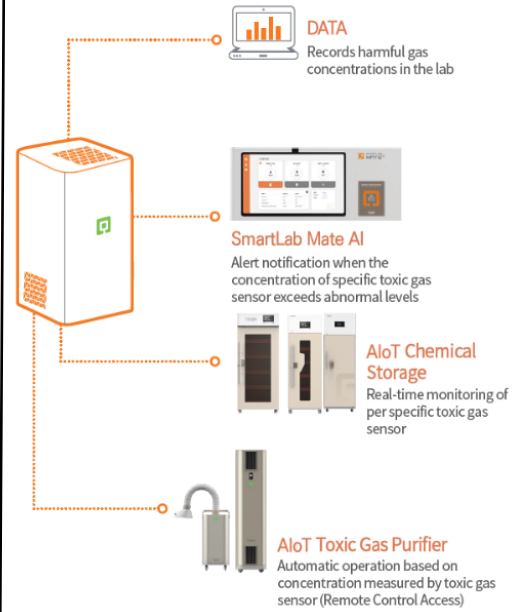 DATA
Records harmful gas
concentrations in the lab
SmartLab Mate AI
Alert notification when the
concentration of specific toxic gas
sensor exceeds abnormal levels
AIoT Chemical
Storage
Real-time monitoring of
per specific toxic gas
sensor
AIoT Toxic Gas Purifier
Automatic operation based on
concentration measured by toxic gas
sensor (Remote Control Access)